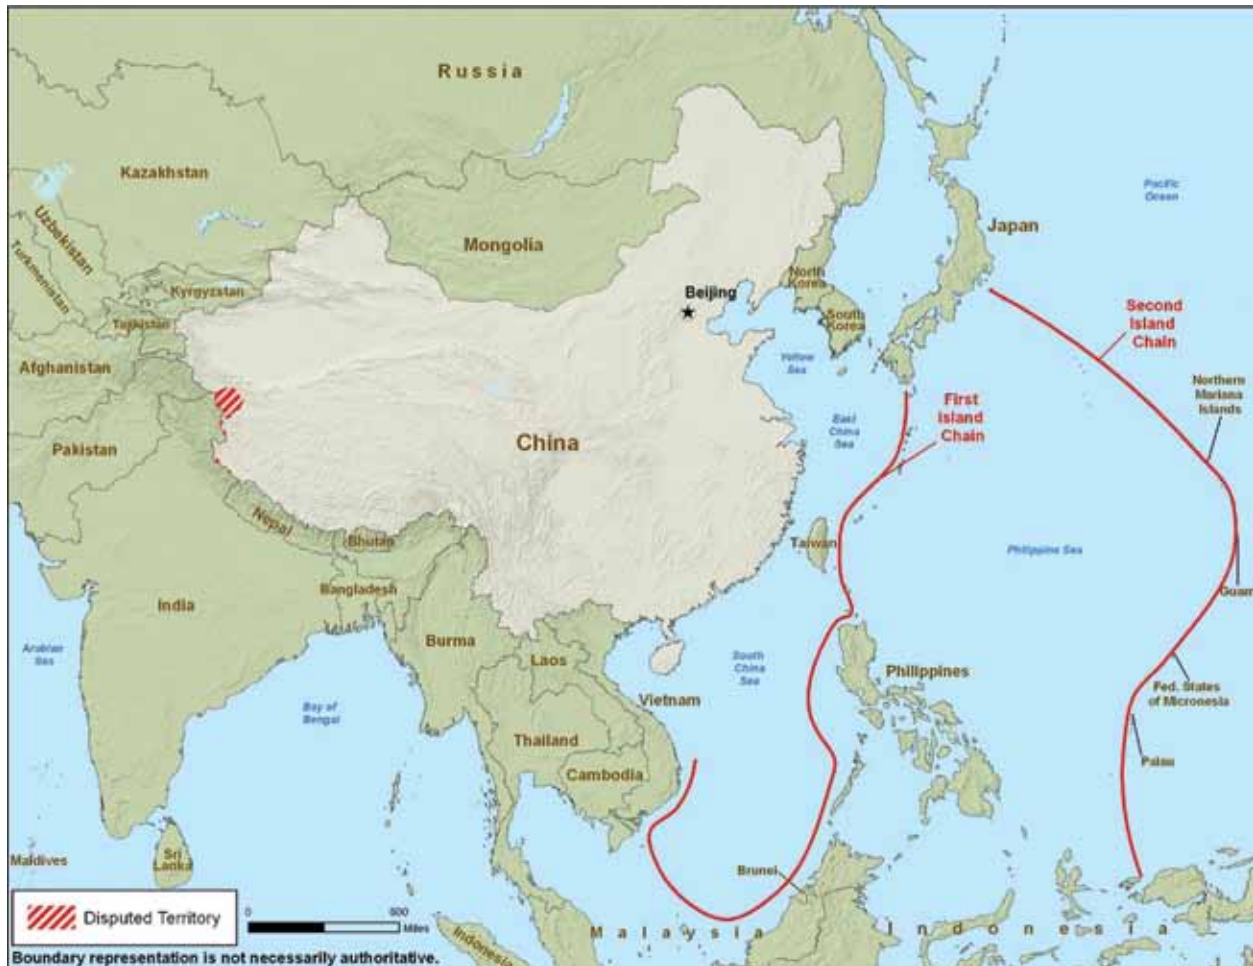 Russia
Kazakhstan
Uzbekistan
Turkmenistan
Mongolia
Kyrgyzstan
Tajikistan
Afghanistan
Pakistan
Beijing
North
Korea
South
Korea
Japan
Pacific
Ocean
Second
Island
Chain
Northern
Mariana
Islands
Yellow
Sea
First
Island
Chain
East
China
Sea
China
Nepal
Bhutan
Bangladesh
India
Burma
Taiwan
Philippine Sea
Guam
Arabian
Sea
Bay of
Bengal
Laos
Vietnam
Thailand
Cambodia
South
China
Sea
Philippines
Fed. States
of Micronesia
Palau
Maldives
Sri
Lanka
Brunei
Malaysia
Indonesia
Indonesia
Disputed Territory
0 600
Miles
Boundary representation is not necessarily authoritative.